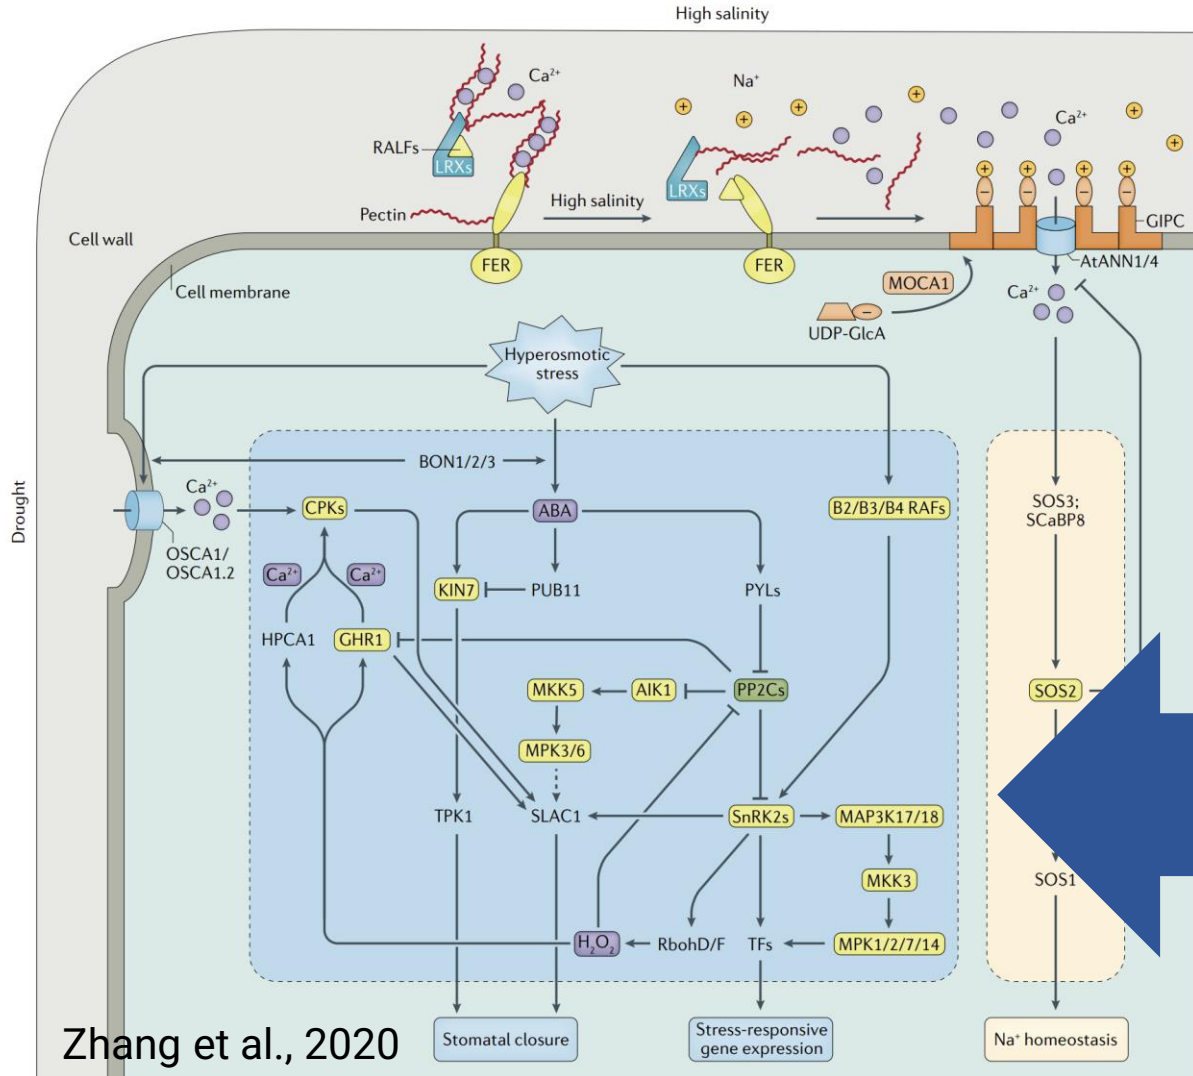 High salinity
Ca²⁺
Na⁺
Ca²⁺
RALFs
LRXs
LRXs
Pectin
High salinity
GIPC
Cell wall
FER
FER
AtANN1/4
Cell membrane
MOCA1
Ca²⁺
UDP-GlcA
Hyperosmotic
stress
BON1/2/3
Drought
Ca²⁺
CPKs
ABA
B2/B3/B4 RAFs
SOS3;
SCaBP8
OSCA1/
OSCA1.2
Ca²⁺
Ca²⁺
KIN7
PUB11
PYLs
HPCA1
GHR1
MKK5
AIK1
PP2Cs
SOS2
MPK3/6
TPK1
SLAC1
SnRK2s
MAP3K17/18
MKK3
SOS1
H₂O₂
RbohD/F
TFs
MPK1/2/7/14
Stomatal closure
Stress-responsive
gene expression
Na⁺ homeostasis
Zhang et al., 2020